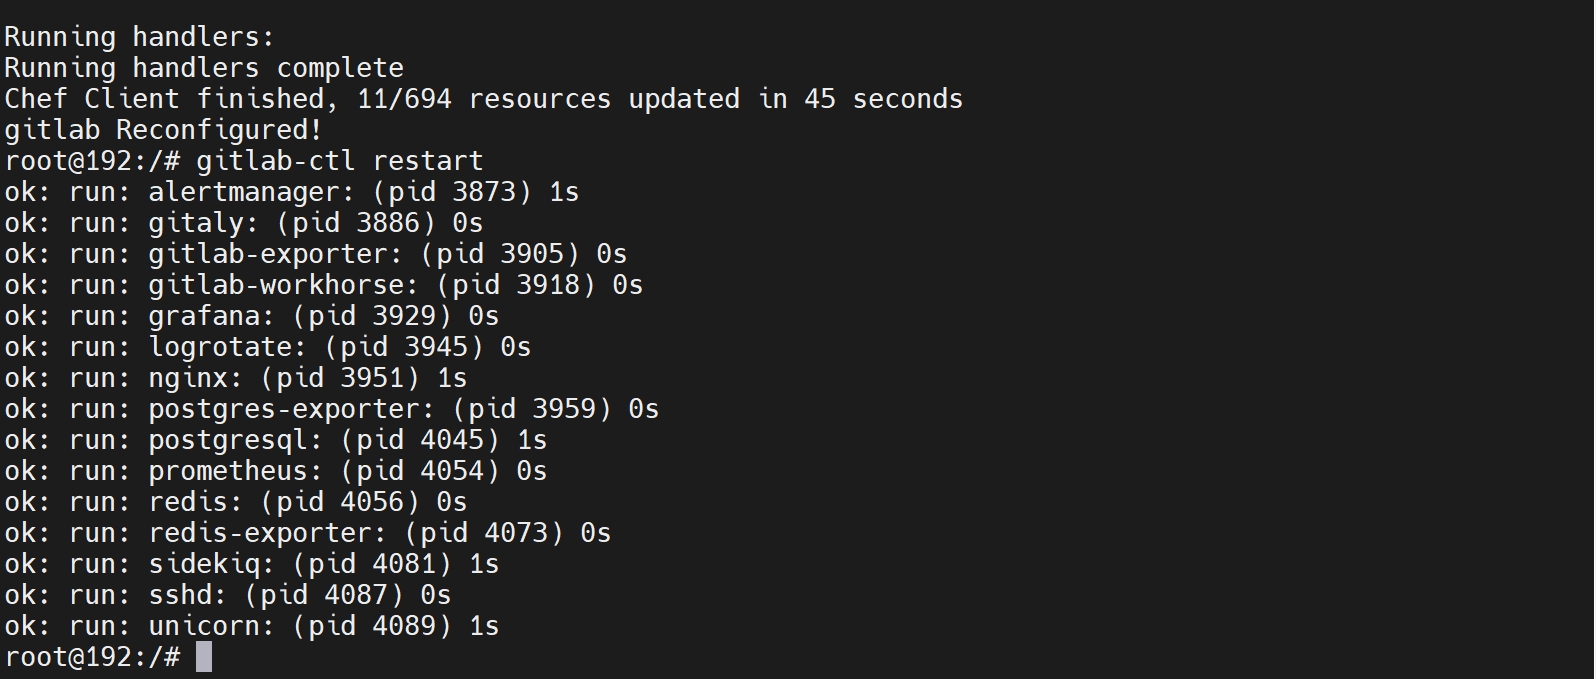 Running handlers:
Running handlers complete
Chef Client finished, 11/694 resources updated in 45 seconds
gitlab Reconfigured!
root@192:/# gitlab-ctl restart
ok: run: alertmanager: (pid 3873) 1s
ok: run: gitaly: (pid 3886) 0s
ok: run: gitlab-exporter: (pid 3905) 0s
ok: run: gitlab-workhorse: (pid 3918) 0s
ok: run: grafana: (pid 3929) 0s
ok: run: logrotate: (pid 3945) 0s
ok: run: nginx: (pid 3951) 1s
ok: run: postgres-exporter: (pid 3959) 0s
ok: run: postgresql: (pid 4045) 1s
ok: run: prometheus: (pid 4054) 0s
ok: run: redis: (pid 4056) 0s
ok: run: redis-exporter: (pid 4073) 0s
ok: run: sidekiq: (pid 4081) 1s
ok: run: sshd: (pid 4087) 0s
ok: run: unicorn: (pid 4089) 1s
root@192:/#